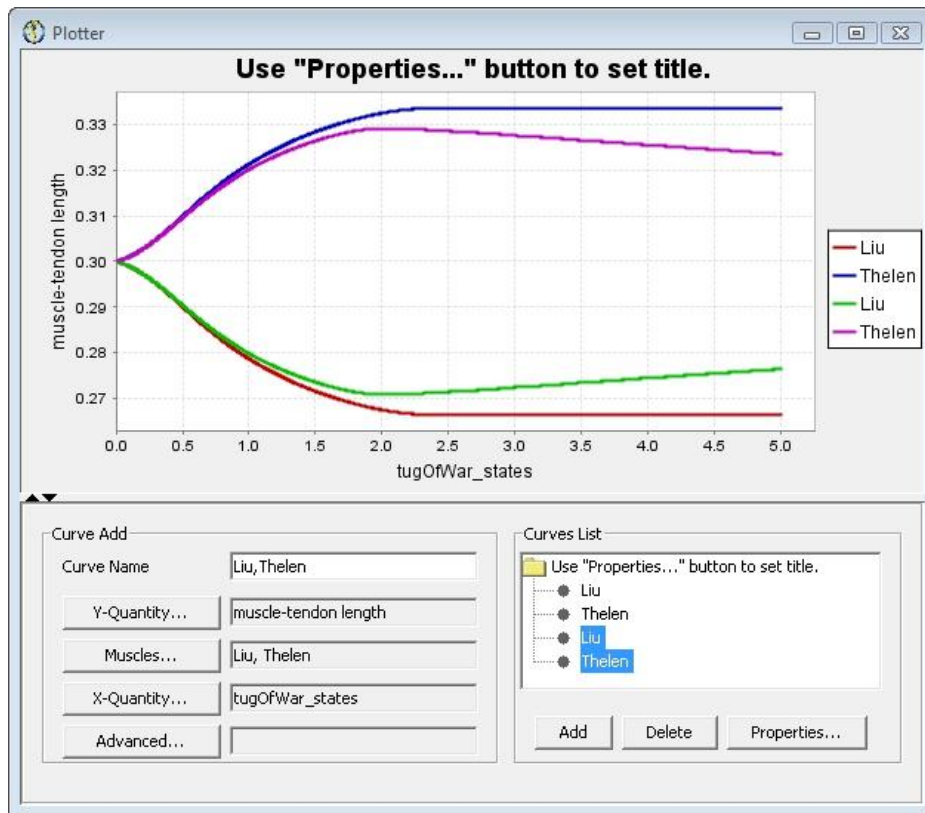 Plotter
Use "Properties..." button to set title.
muscle-tendon length
0.33
0.32
0.31
0.30
0.29
0.28
0.27
0.0 0.5 1.0 1.5 2.0 2.5 3.0 3.5 4.0 4.5 5.0
tugOfWar_states
Liu
Thelen
Liu
Thelen
Curve Add
Curve Name Liu,Thelen
Y-Quantity... muscle-tendon length
Muscles... Liu, Thelen
X-Quantity... tugOfWar_states
Advanced...
Curves List
Use "Properties..." button to set title.
Liu
Thelen
Liu
Thelen
Add Delete Properties...